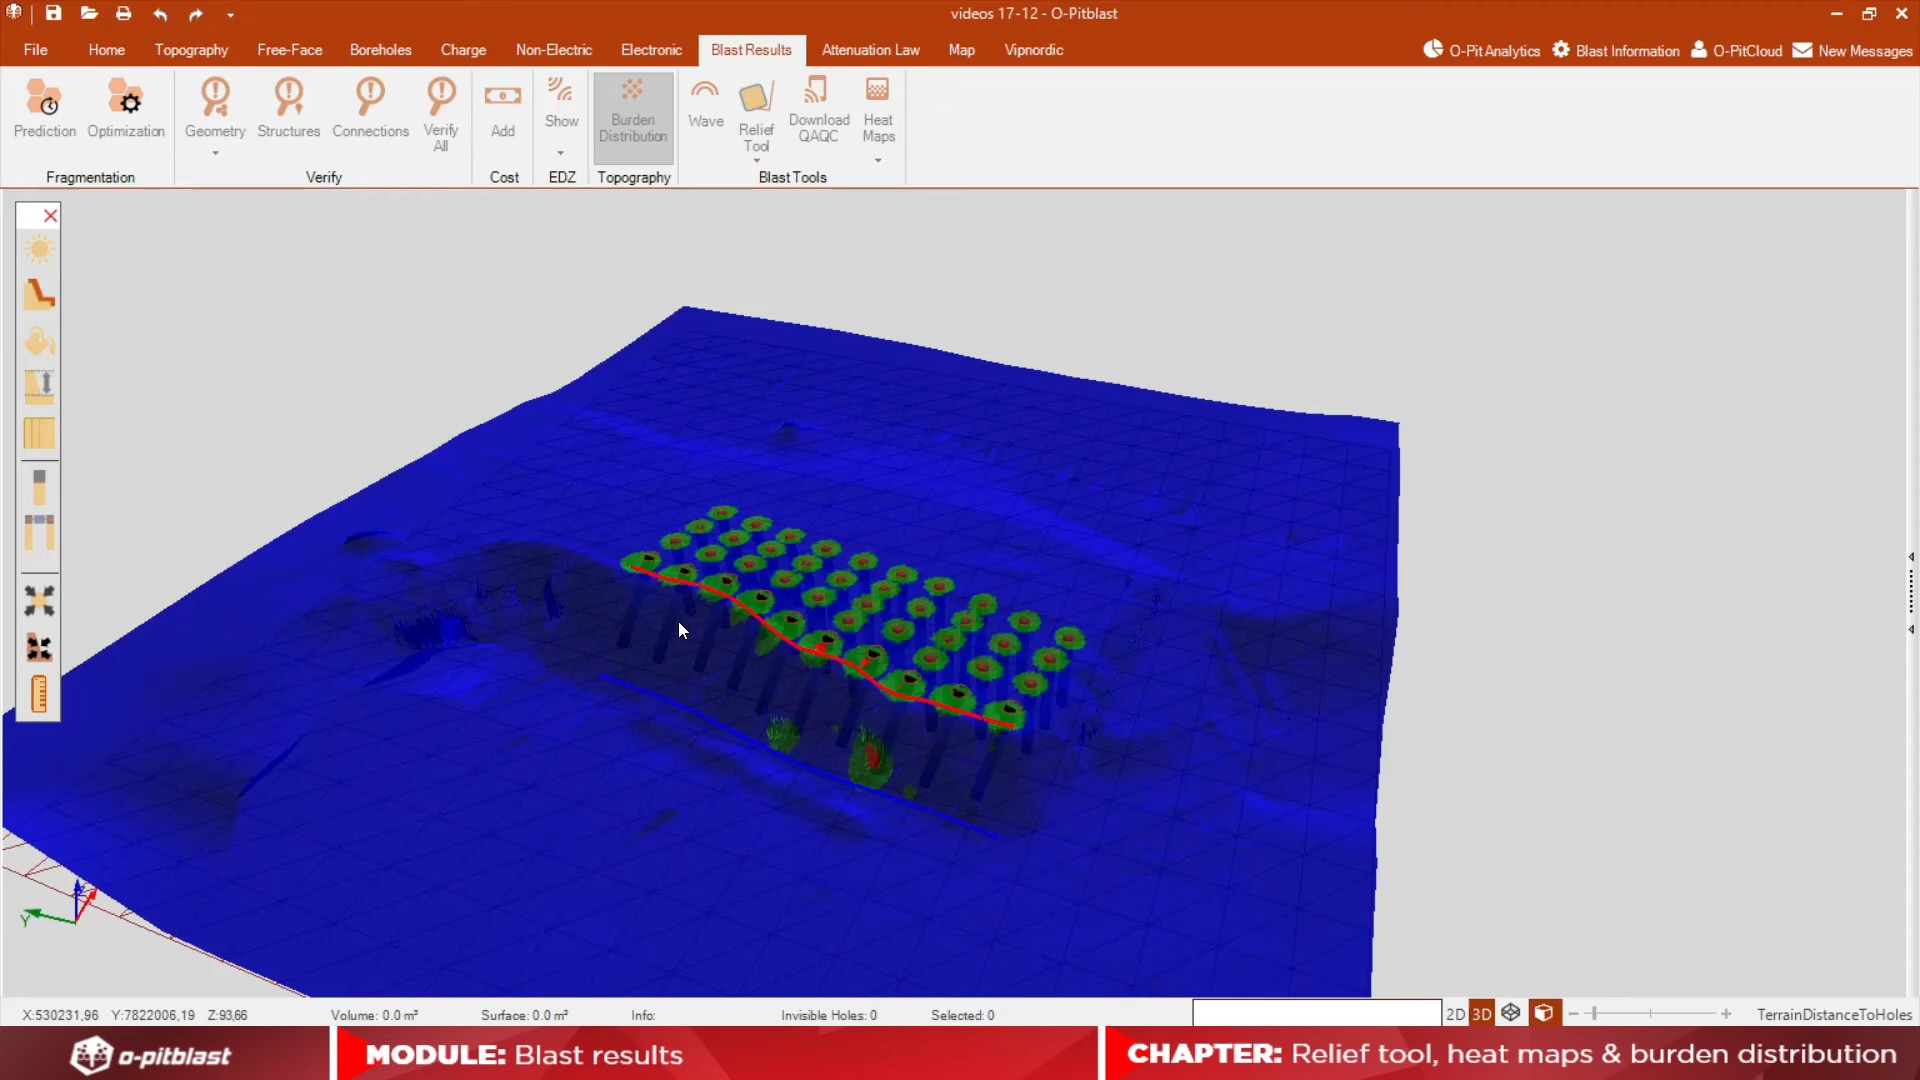 videos 17-12 - O-Pitblast
File Home Topography Free-Face Boreholes Charge Non-Electric Electronic Blast Results Attenuation Law Map Vipnordic O-Pit Analytics Blast Information O-PitCloud New Messages
Prediction Optimization Geometry Structures Connections Verify All Add Show Burden Distribution Wave Relief Tool Download QAQC Heat Maps
Fragmentation Verify Cost EDZ Topography Blast Tools
Y
X:530231,96 Y:7822006,19 Z:93,66 Volume: 0.0 m³ Surface: 0.0 m² Info: Invisible Holes: 0 Selected: 0 2D 3D TerrainDistanceToHoles
o-pitblast MODULE: Blast results CHAPTER: Relief tool, heat maps & burden distribution